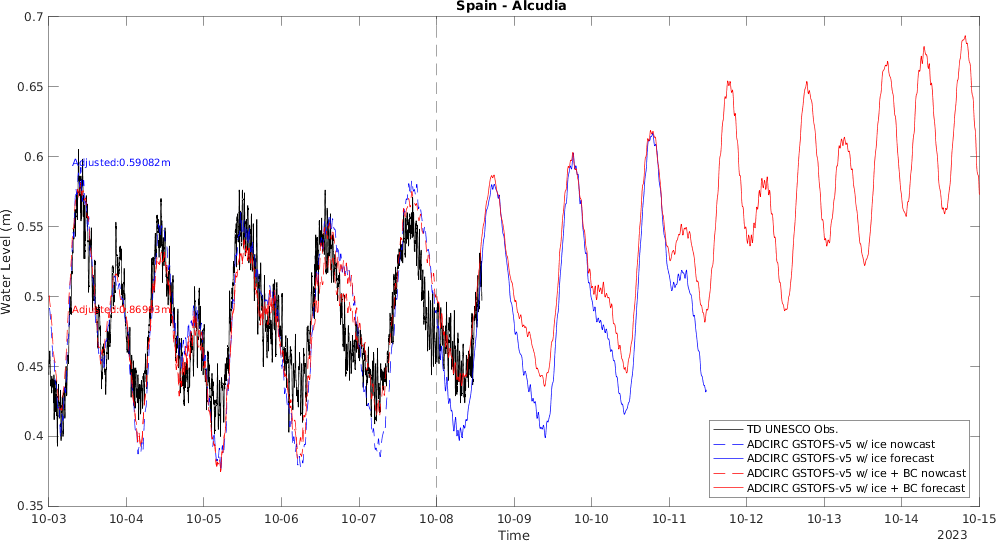 Spain - Alcudia
Water Level (m)
0.7
0.65
0.6
0.55
0.5
0.45
0.4
0.35
Adjusted:0.59082m
Adjusted:0.86903m
TD UNESCO Obs.
ADCIRC GSTOFS-v5 w/ ice nowcast
ADCIRC GSTOFS-v5 w/ ice forecast
ADCIRC GSTOFS-v5 w/ ice + BC nowcast
ADCIRC GSTOFS-v5 w/ ice + BC forecast
10-03 10-04 10-05 10-06 10-07 10-08 10-09 10-10 10-11 10-12 10-13 10-14 10-15
Time
2023